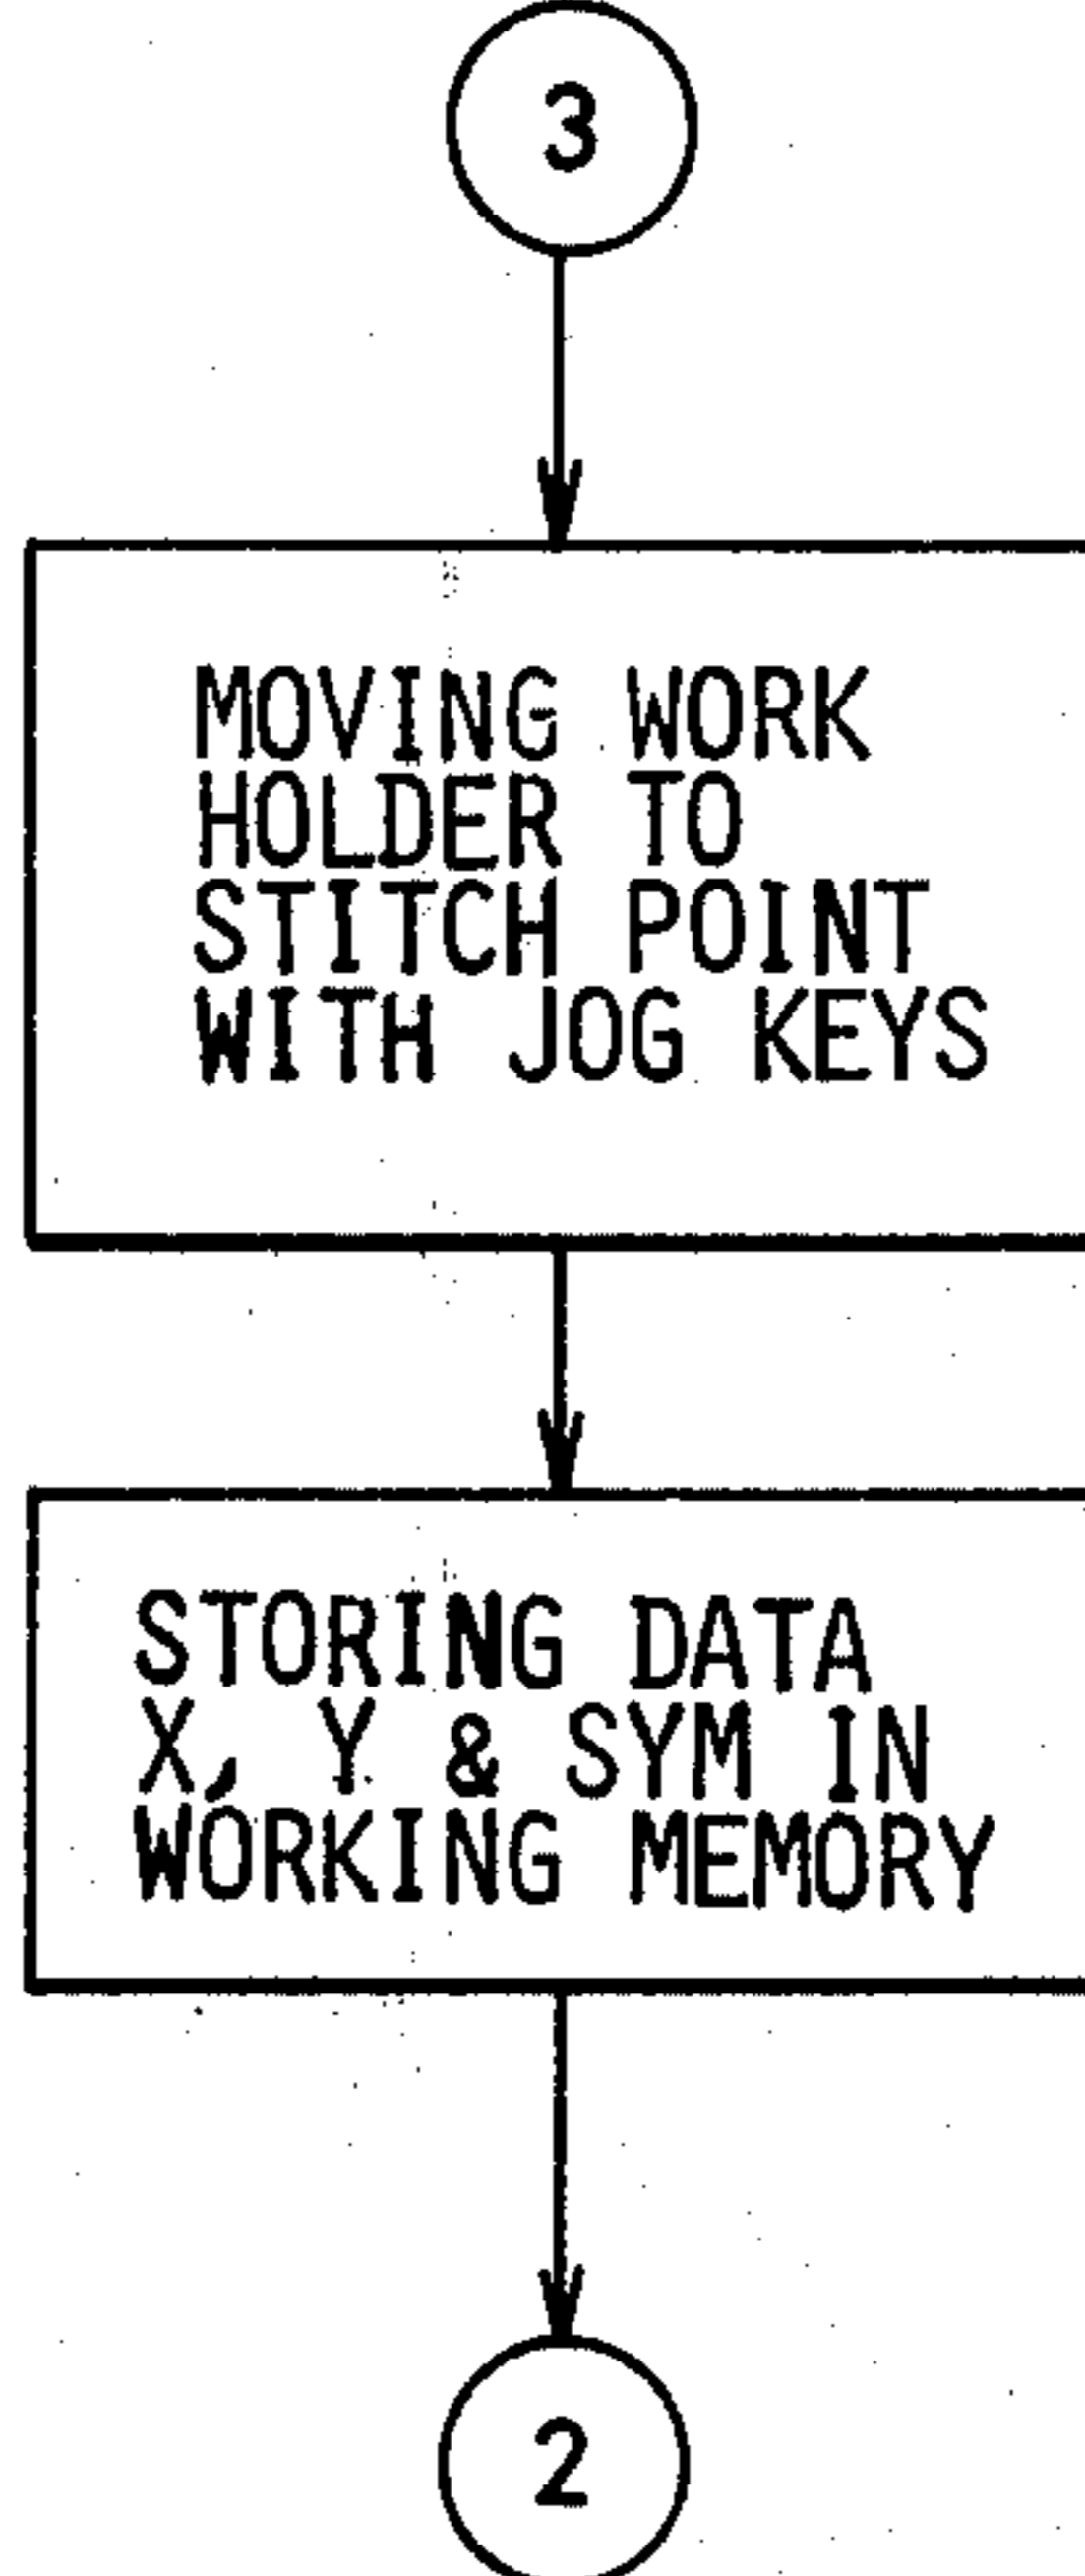 3
MOVING WORK
HOLDER TO
STITCH POINT
WITH JOG KEYS
STORING DATA
X, Y & SYM IN
WORKING MEMORY
2